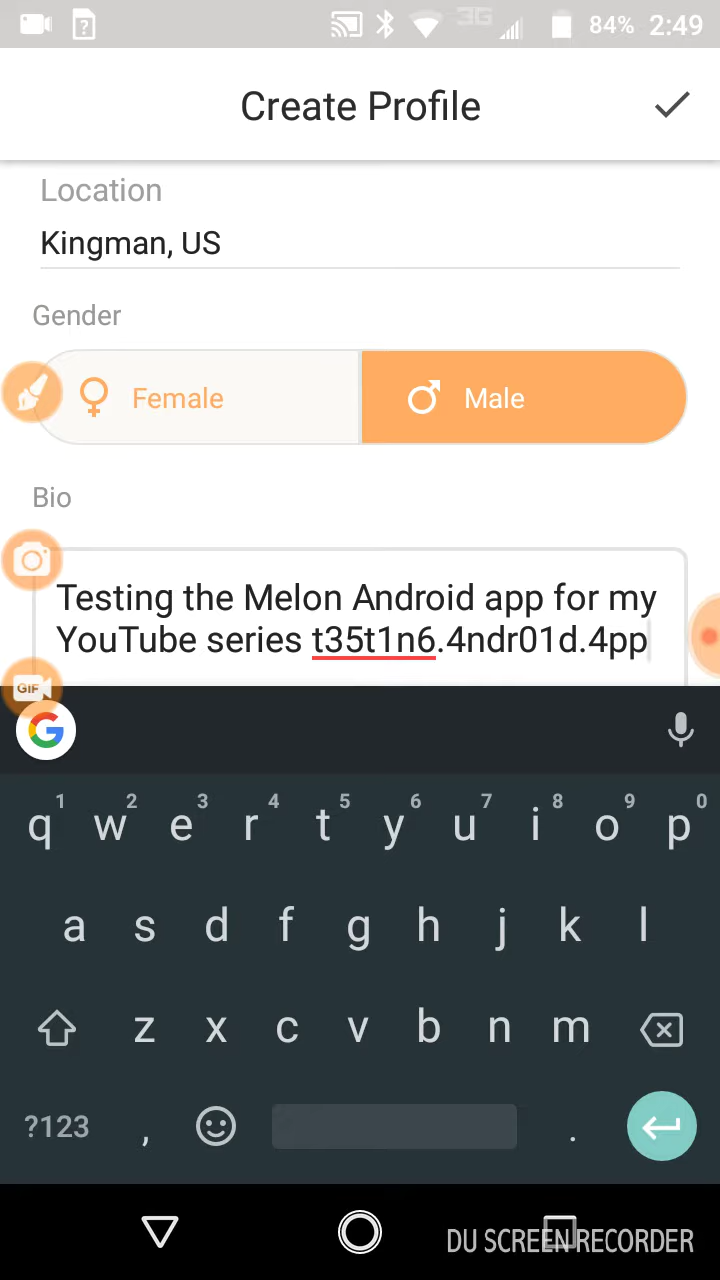 3G 84% 2:49
Create Profile
Location
Kingman, US
Gender
Female Male
Bio
Testing the Melon Android app for my
YouTube series t35t1n6.4ndr01d.4pp
GIF
G
1 2 3 4 5 6 7 8 9 0
q w e r t y u i o p
a s d f g h j k l
z x c v b n m
?123 , .
DU SCREEN RECORDER